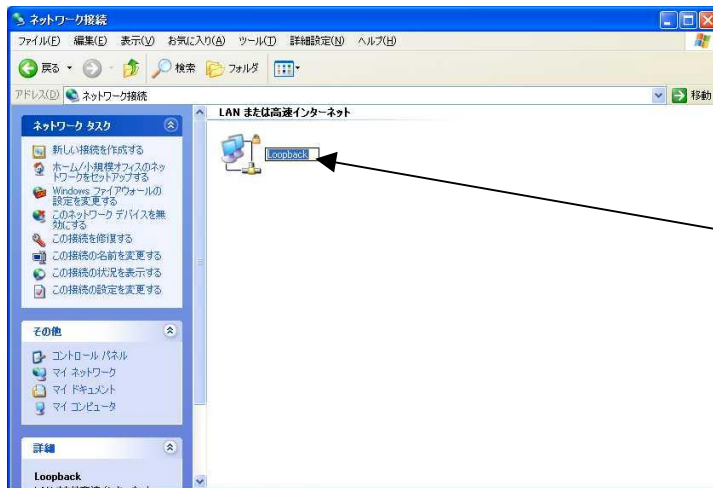 ネットワーク接続
ファイル(F) 編集(E) 表示(V) お気に入り(A) ツール(T) 詳細設定(N) ヘルプ(H)
戻る 検索 フォルダ
アドレス(D) ネットワーク接続 移動
ネットワーク タスク
新しい接続を作成する
ホーム/小規模オフィスのネッ
トワークをセットアップする
Windows ファイアウォールの
設定を変更する
このネットワーク デバイスを無
効にする
この接続を修復する
この接続の名前を変更する
この接続の状況を表示する
この接続の設定を変更する
その他
コントロール パネル
マイ ネットワーク
マイ ドキュメント
マイ コンピュータ
詳細
Loopback
LAN または高速インターネット
Loopback